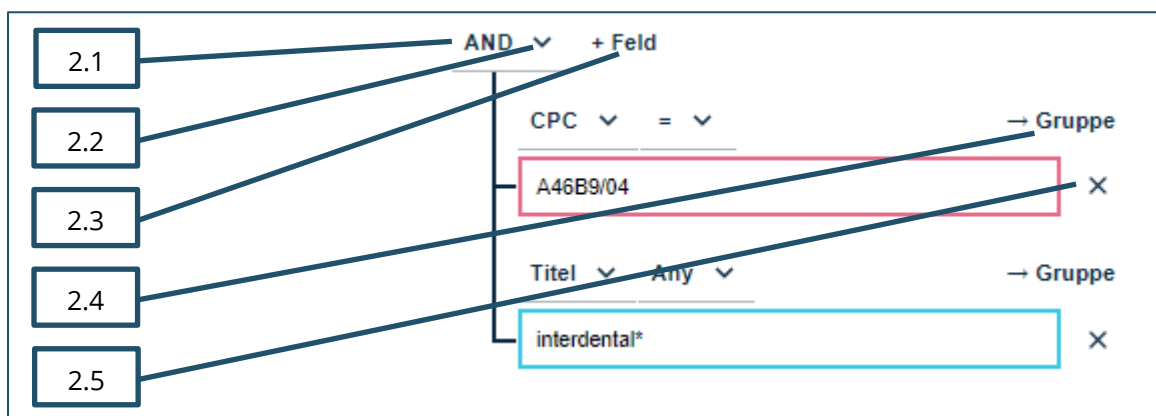 2.1
AND + Feld
2.2
CPC = → Gruppe
2.3
A46B9/04
2.4
Titel Any → Gruppe
2.5
interdental*